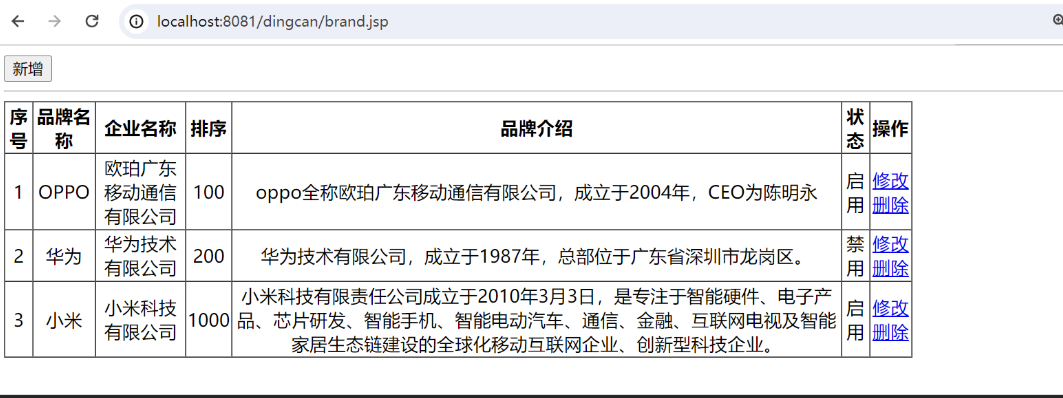 localhost:8081/dingcan/brand.jsp
新增
序号 品牌名称 企业名称 排序 品牌介绍 状态 操作
1 OPPO 欧珀广东移动通信有限公司 100 oppo全称欧珀广东移动通信有限公司，成立于2004年，CEO为陈明永 启用 修改 删除
2 华为 华为技术有限公司 200 华为技术有限公司，成立于1987年，总部位于广东省深圳市龙岗区。 禁用 修改 删除
3 小米 小米科技有限公司 1000 小米科技有限责任公司成立于2010年3月3日，是专注于智能硬件、电子产品、芯片研发、智能手机、智能电动汽车、通信、金融、互联网电视及智能家居生态链建设的全球化移动互联网企业、创新型科技企业。 启用 修改 删除